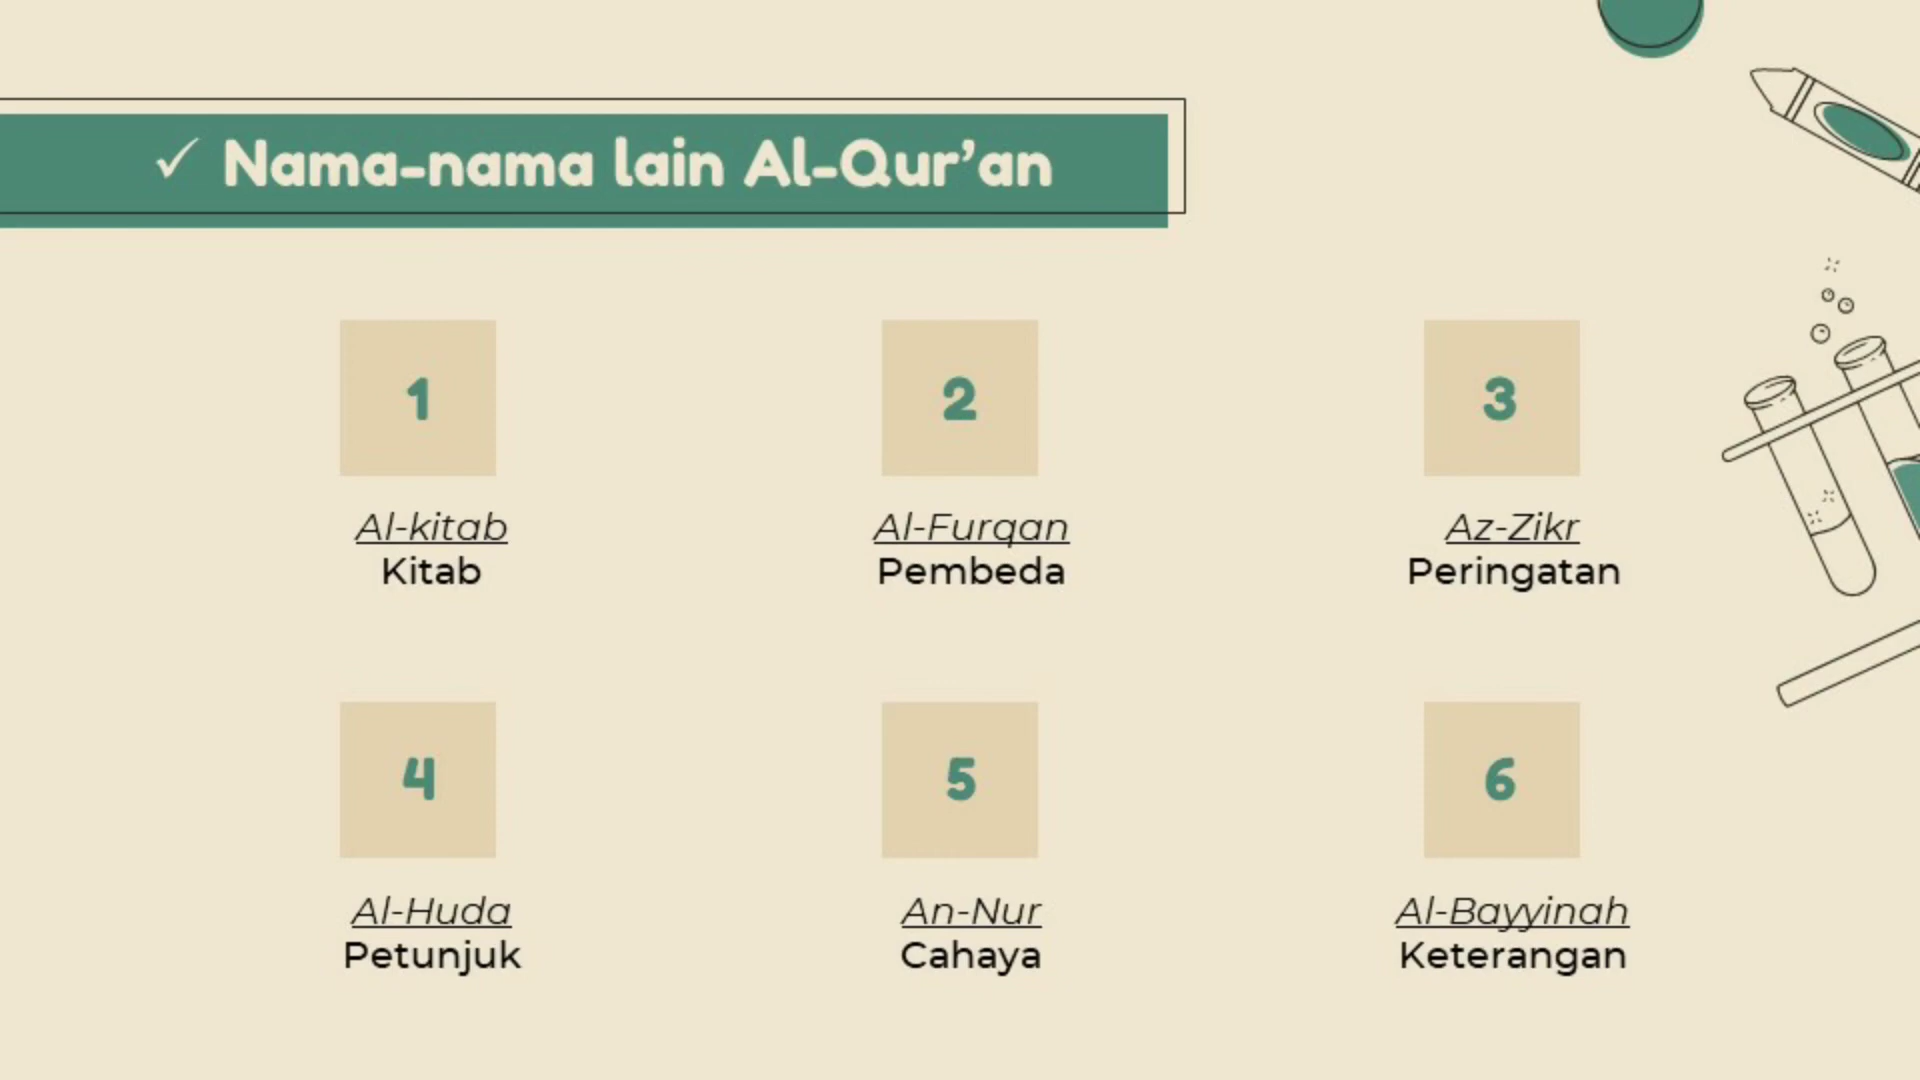 ✓ Nama-nama lain Al-Qur’an
1
2
3
Al-kitab
Kitab
Al-Furqan
Pembeda
Az-Zikr
Peringatan
4
5
6
Al-Huda
Petunjuk
An-Nur
Cahaya
Al-Bayyinah
Keterangan